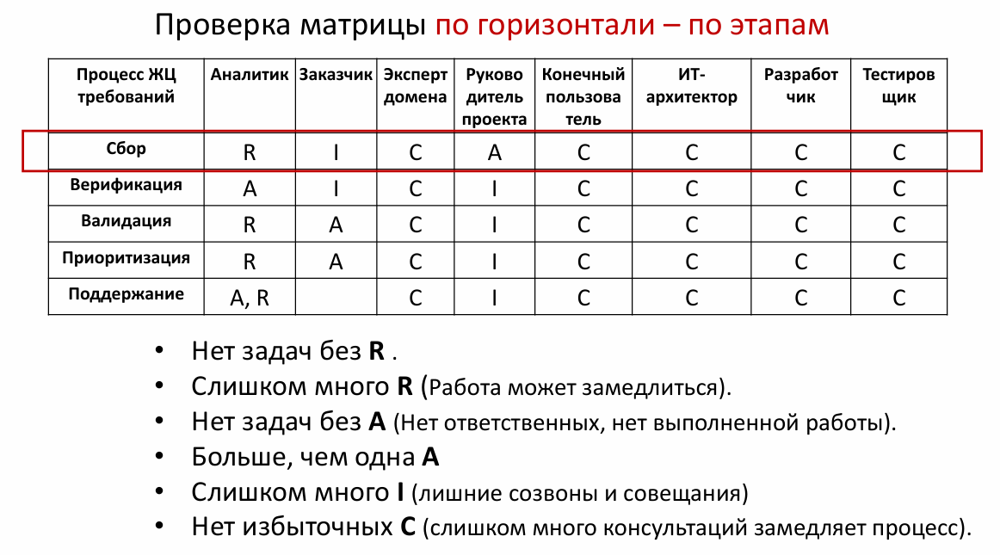 Проверка матрицы по горизонтали – по этапам
Процесс ЖЦ требований | Аналитик | Заказчик | Эксперт домена | Руково дитель проекта | Конечный пользова тель | ИТ-архитектор | Разработ чик | Тестиров щик
Сбор | R | I | C | A | C | C | C | C
Верификация | A | I | C | I | C | C | C | C
Валидация | R | A | C | I | C | C | C | C
Приоритизация | R | A | C | I | C | C | C | C
Поддержание | A, R | | C | I | C | C | C | C
• Нет задач без R .
• Слишком много R (Работа может замедлиться).
• Нет задач без A (Нет ответственных, нет выполненной работы).
• Больше, чем одна A
• Слишком много I (лишние созвоны и совещания)
• Нет избыточных C (слишком много консультаций замедляет процесс).